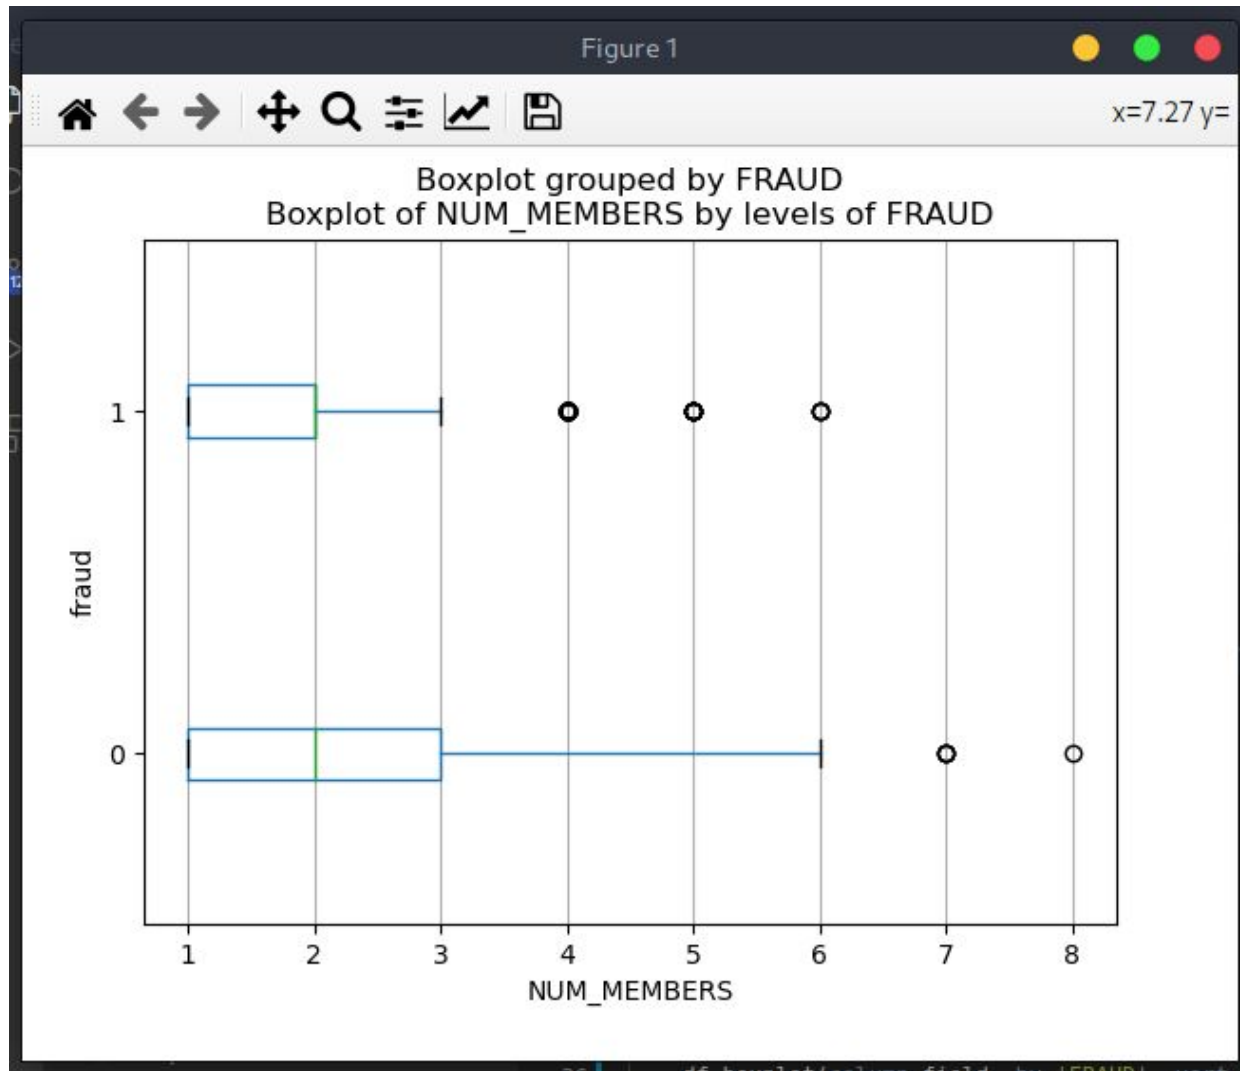 Figure 1
x=7.27 y=
Boxplot grouped by FRAUD
Boxplot of NUM_MEMBERS by levels of FRAUD
1
fraud
0
1 2 3 4 5 6 7 8
NUM_MEMBERS